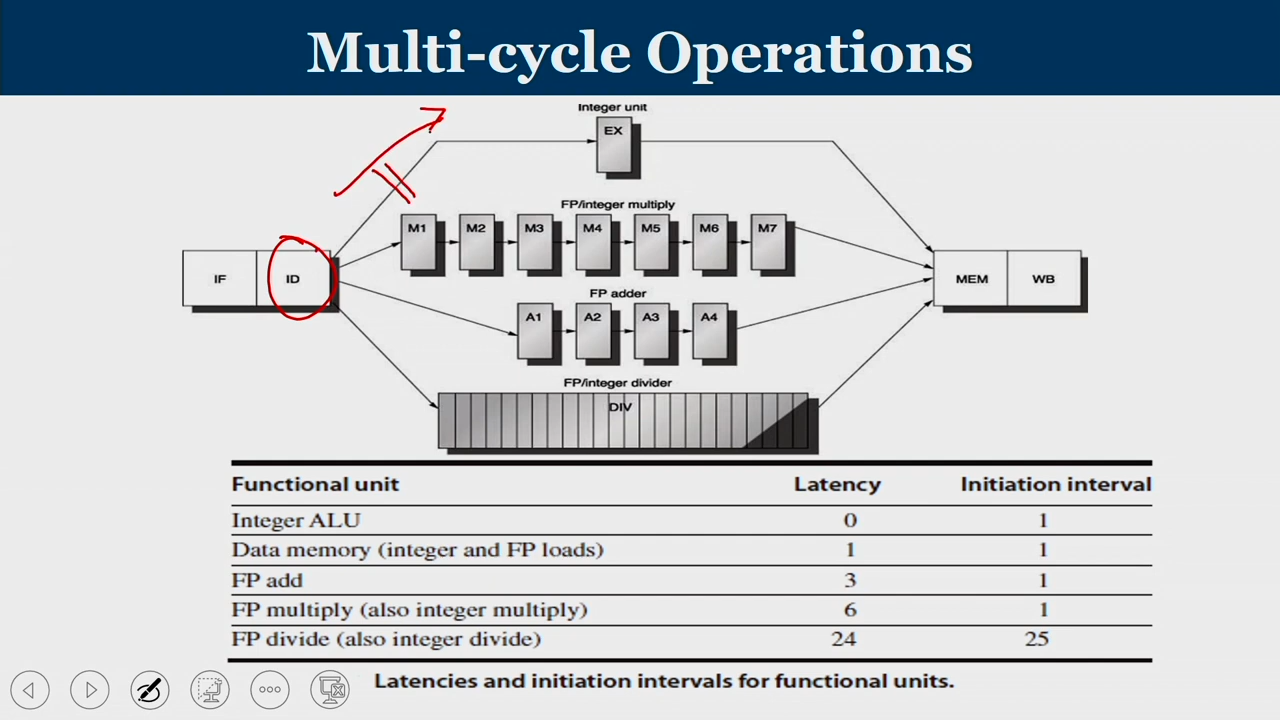 Multi-cycle Operations
Integer unit
EX
FP/integer multiply
M1 M2 M3 M4 M5 M6 M7
IF ID MEM WB
FP adder
A1 A2 A3 A4
FP/integer divider
DIV
Functional unit Latency Initiation interval
Integer ALU 0 1
Data memory (integer and FP loads) 1 1
FP add 3 1
FP multiply (also integer multiply) 6 1
FP divide (also integer divide) 24 25
Latencies and initiation intervals for functional units.